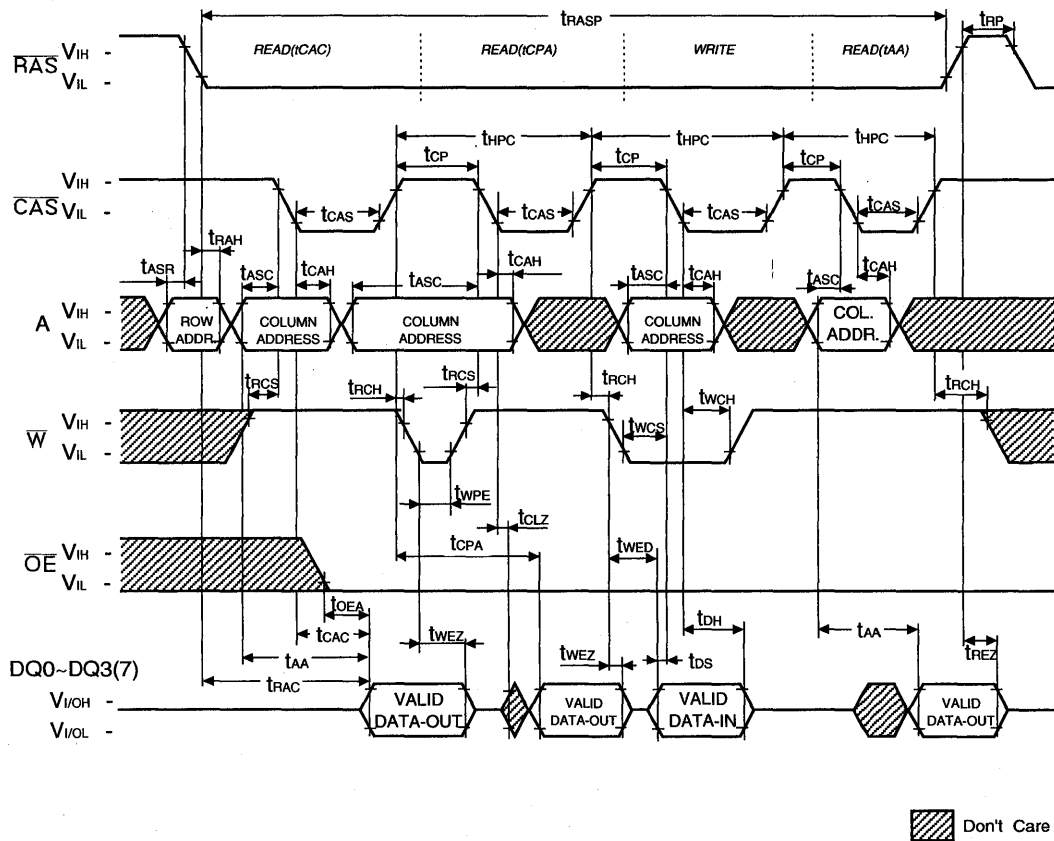 tRASP
tRP
READ(tCAC) READ(tCPA) WRITE READ(tAA)
RAS VIH -
VIL -
tHPC tHPC tHPC
tCP tCP tCP
CAS VIH -
VIL -
tCAS tCAS tCAS tCAS
tRAH
tASR tASC tCAH tASC tCAH tASC tCAH tASC tCAH
A VIH -
VIL -
ROW ADDR.
COLUMN ADDRESS
COLUMN ADDRESS
COLUMN ADDRESS
COL. ADDR.
tRCS tRCH tRCS tRCH tWCH tRCH
W VIH -
VIL -
tWCS
tWPE
tCLZ
tCPA tWED
OE VIH -
VIL -
tOEA
tCAC tWEZ tDH tAA
tAA tWEZ tDS tREZ
tRAC
DQ0~DQ3(7)
VI/OH -
VI/OL -
VALID DATA-OUT
VALID DATA-OUT
VALID DATA-IN
VALID DATA-OUT
Don't Care